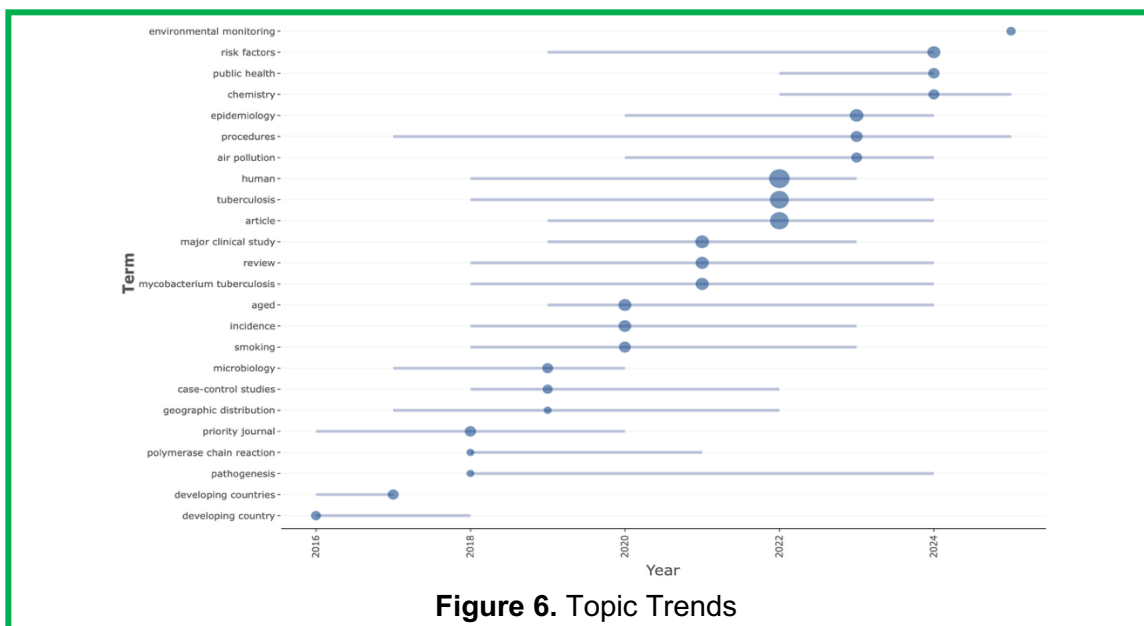 environmental monitoring
risk factors
public health
chemistry
epidemiology
procedures
air pollution
human
tuberculosis
article
major clinical study
review
mycobacterium tuberculosis
aged
incidence
smoking
microbiology
case-control studies
geographic distribution
priority journal
polymerase chain reaction
pathogenesis
developing countries
developing country
Term
2016
2018
2020
2022
2024
Year
Figure 6. Topic Trends